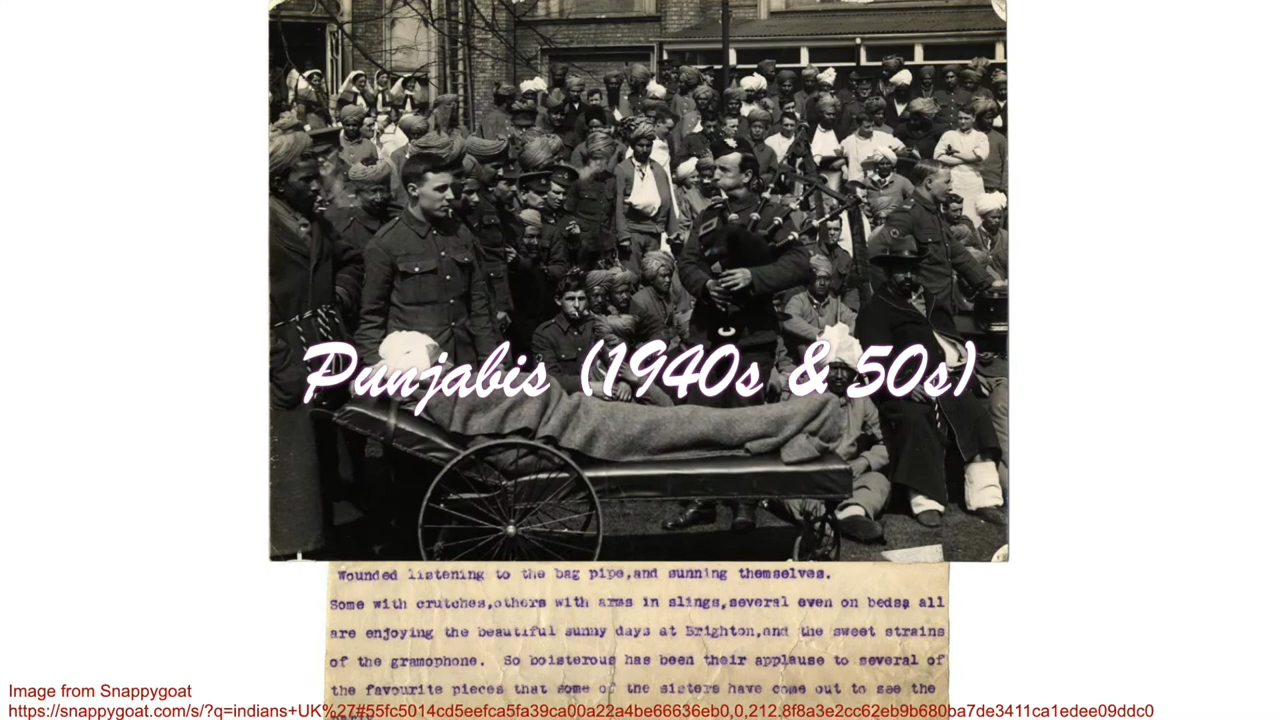 Punjabis (1940s & 50s)
Wounded listening to the bag pipe,and sunning themselves.
Some with crutches,others with arms in slings,several even on beds, all
are enjoying the beautiful sunny days at Brighton,and the sweet strains
of the gramophone. So boisterous has been their applause to several of
the favourite pieces that some of the sisters have come out to see the
Image from Snappygoat
https://snappygoat.com/s/?q=indians+UK%27#55fc5014cd5eefca5fa39ca00a22a4be66636eb0,0,212.8f8a3e2cc62eb9b680ba7de3411ca1edee09ddc0